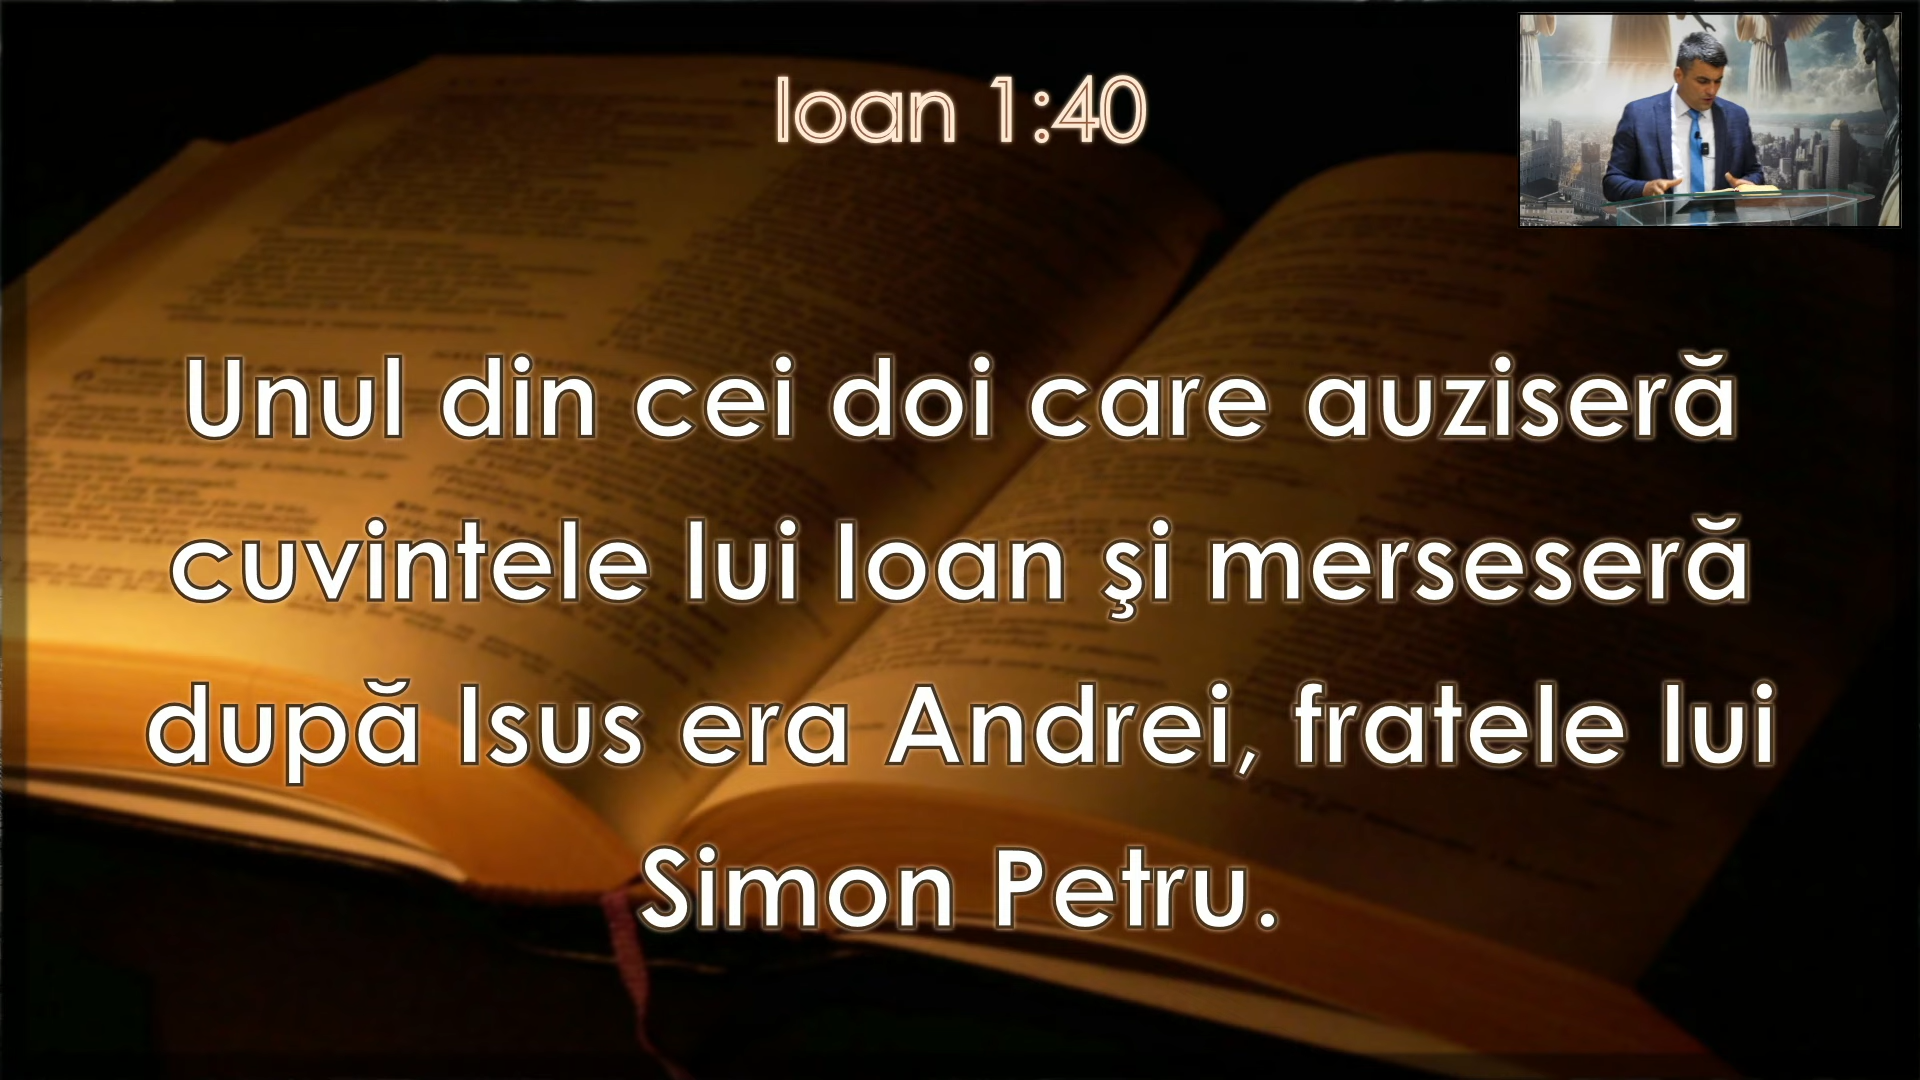 Ioan 1:40
Unul din cei doi care auziseră
cuvintele lui Ioan şi merseseră
după Isus era Andrei, fratele lui
Simon Petru.